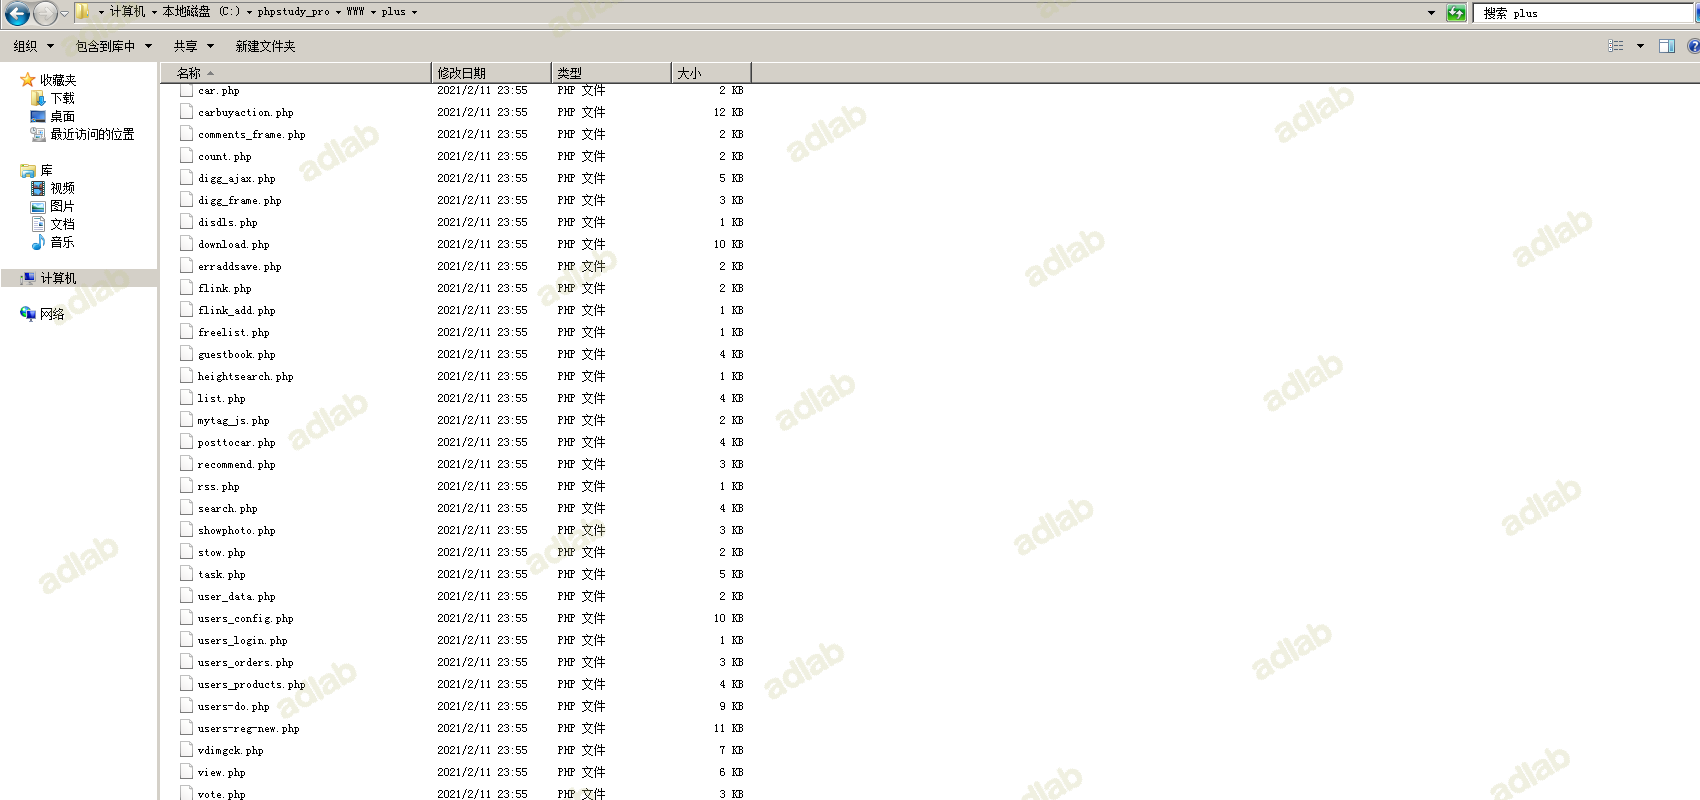 计算机 本地磁盘 (C:) phpstudy_pro WWW plus 搜索 plus
组织 包含到库中 共享 新建文件夹
收藏夹
下载
桌面
最近访问的位置
库
视频
图片
文档
音乐
计算机
网络
名称 修改日期 类型 大小
car.php 2021/2/11 23:55 PHP 文件 2 KB
carbuyaction.php 2021/2/11 23:55 PHP 文件 12 KB
comments_frame.php 2021/2/11 23:55 PHP 文件 2 KB
count.php 2021/2/11 23:55 PHP 文件 2 KB
digg_ajax.php 2021/2/11 23:55 PHP 文件 5 KB
digg_frame.php 2021/2/11 23:55 PHP 文件 3 KB
disdls.php 2021/2/11 23:55 PHP 文件 1 KB
download.php 2021/2/11 23:55 PHP 文件 10 KB
erraddsave.php 2021/2/11 23:55 PHP 文件 2 KB
flink.php 2021/2/11 23:55 PHP 文件 2 KB
flink_add.php 2021/2/11 23:55 PHP 文件 1 KB
freelist.php 2021/2/11 23:55 PHP 文件 1 KB
guestbook.php 2021/2/11 23:55 PHP 文件 4 KB
heightsearch.php 2021/2/11 23:55 PHP 文件 1 KB
list.php 2021/2/11 23:55 PHP 文件 4 KB
mytag_js.php 2021/2/11 23:55 PHP 文件 2 KB
posttocar.php 2021/2/11 23:55 PHP 文件 4 KB
recommend.php 2021/2/11 23:55 PHP 文件 3 KB
rss.php 2021/2/11 23:55 PHP 文件 1 KB
search.php 2021/2/11 23:55 PHP 文件 4 KB
showphoto.php 2021/2/11 23:55 PHP 文件 3 KB
stow.php 2021/2/11 23:55 PHP 文件 2 KB
task.php 2021/2/11 23:55 PHP 文件 5 KB
user_data.php 2021/2/11 23:55 PHP 文件 2 KB
users_config.php 2021/2/11 23:55 PHP 文件 10 KB
users_login.php 2021/2/11 23:55 PHP 文件 1 KB
users_orders.php 2021/2/11 23:55 PHP 文件 3 KB
users_products.php 2021/2/11 23:55 PHP 文件 4 KB
users-do.php 2021/2/11 23:55 PHP 文件 9 KB
users-reg-new.php 2021/2/11 23:55 PHP 文件 11 KB
vdimgck.php 2021/2/11 23:55 PHP 文件 7 KB
view.php 2021/2/11 23:55 PHP 文件 6 KB
vote.php 2021/2/11 23:55 PHP 文件 3 KB
adlab